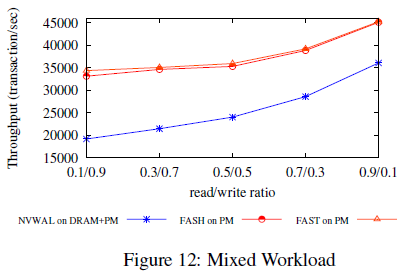 Throughput (transaction/sec)
45000
40000
35000
30000
25000
20000
15000
0.1/0.9 0.3/0.7 0.5/0.5 0.7/0.3 0.9/0.1
read/write ratio
NVWAL on DRAM+PM FASH on PM FAST on PM
Figure 12: Mixed Workload